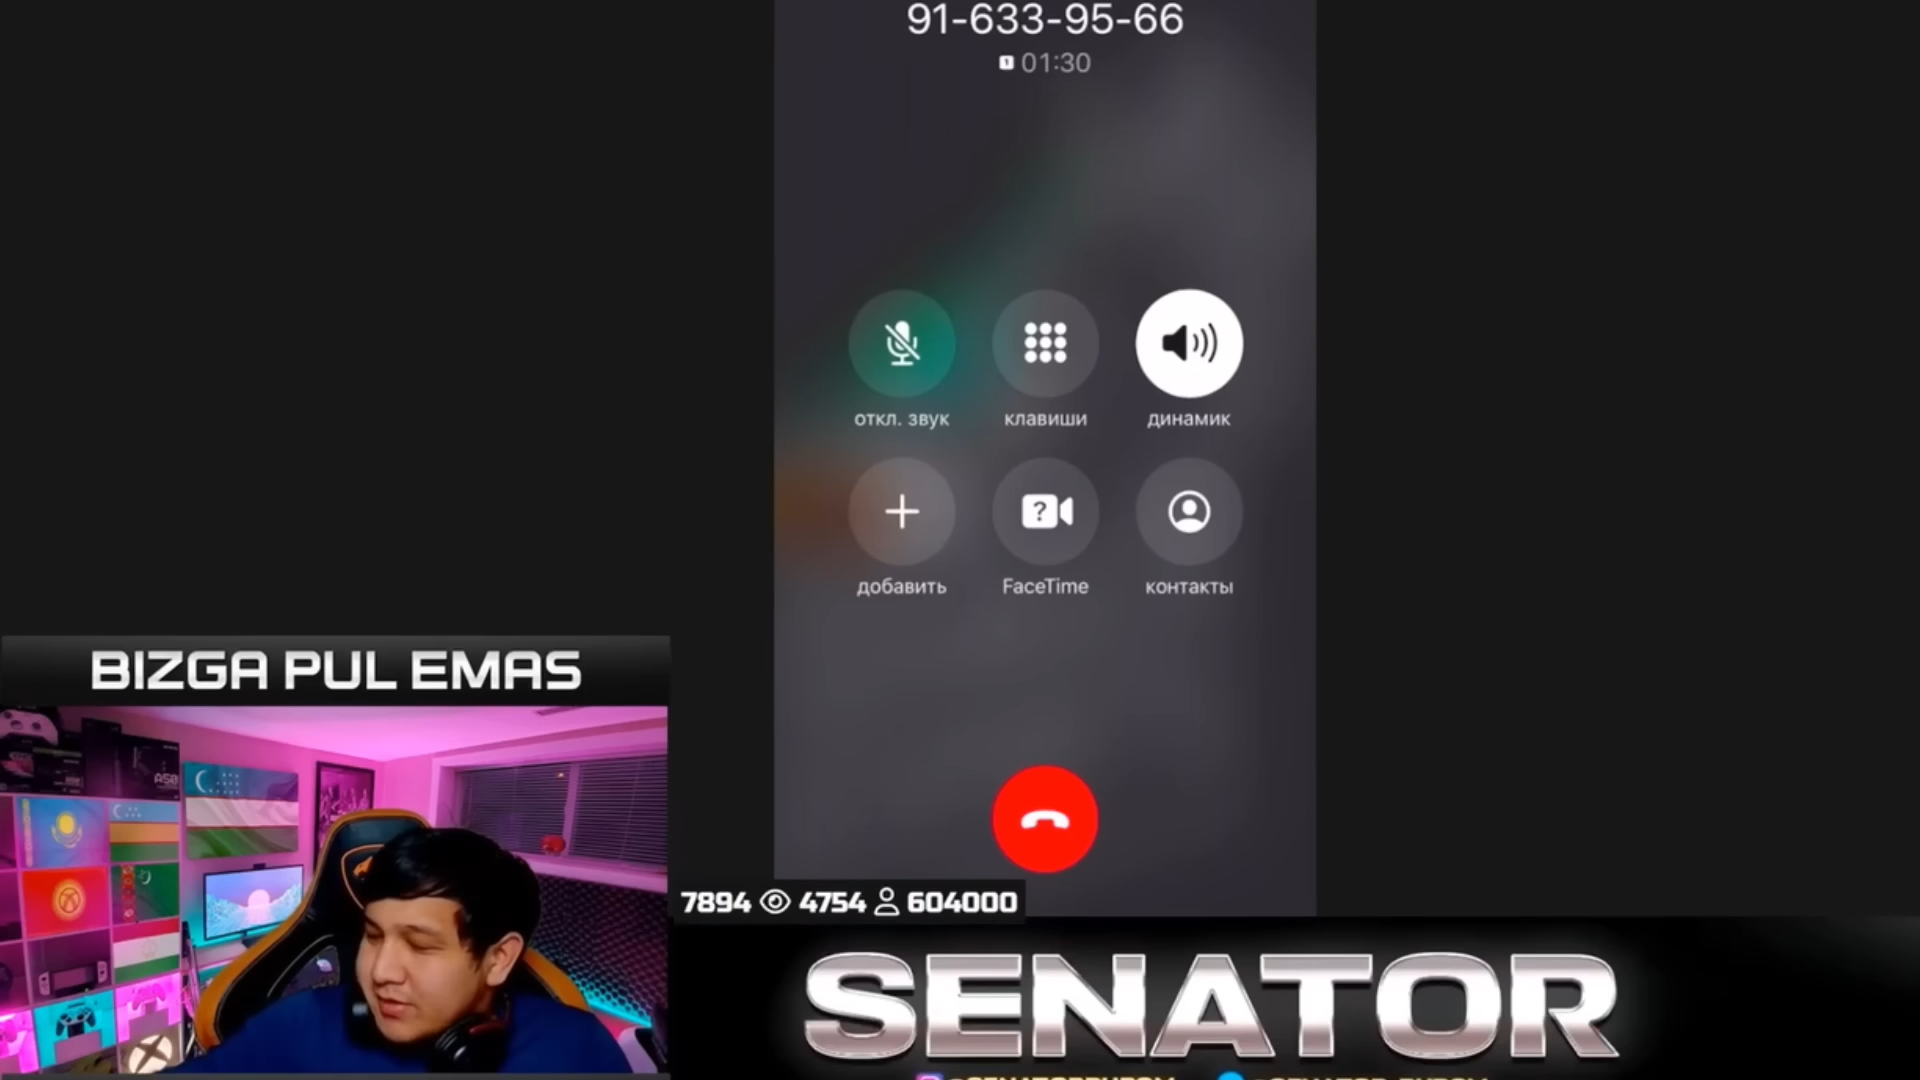 91-633-95-66
01:30
откл. звук
клавиши
динамик
добавить
FaceTime
контакты
BIZGA PUL EMAS
A50
7894 4754 604000
SENATOR